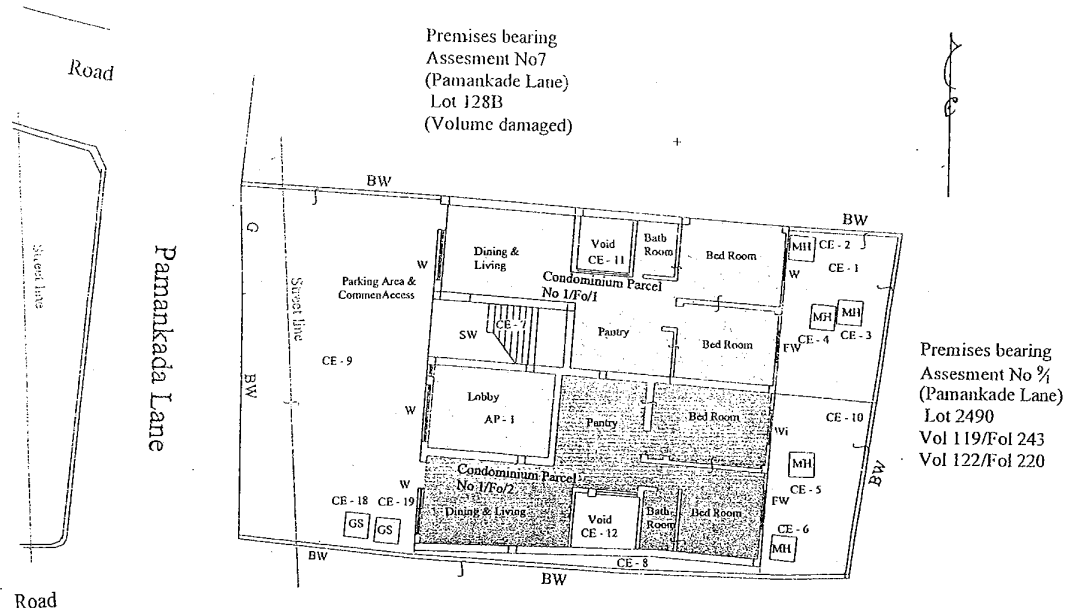 Premises bearing
Assesment No7
(Pamankade Lane)
Lot 128B
(Volume damaged)
Road
BW
BW
G
Street line
Pamankada Lane
Street line
W
Parking Area &
CommenAccess
Dining &
Living
Void
CE - 11
Bath
Room
Bed Room
MH
CE - 2
W
CE - 1
Condominium Parcel
No 1/Fo/1
SW
CE - 7
Pantry
Bed Room
MH
MH
CE - 4
CE - 3
FW
CE - 9
BW
Premises bearing
Assesment No 9/1
(Pamankade Lane)
Lot 2490
Vol 119/Fol 243
Vol 122/Fol 220
W
Lobby
AP - 1
Pantry
Bed Room
Wi
CE - 10
BW
W
Condominium Parcel
No 1/Fo/2
Dining & Living
Void
CE - 12
Bath
Room
Bed Room
MH
CE - 5
FW
CE - 6
MH
CE - 18
CE - 19
GS
GS
BW
CE - 8
BW
Road